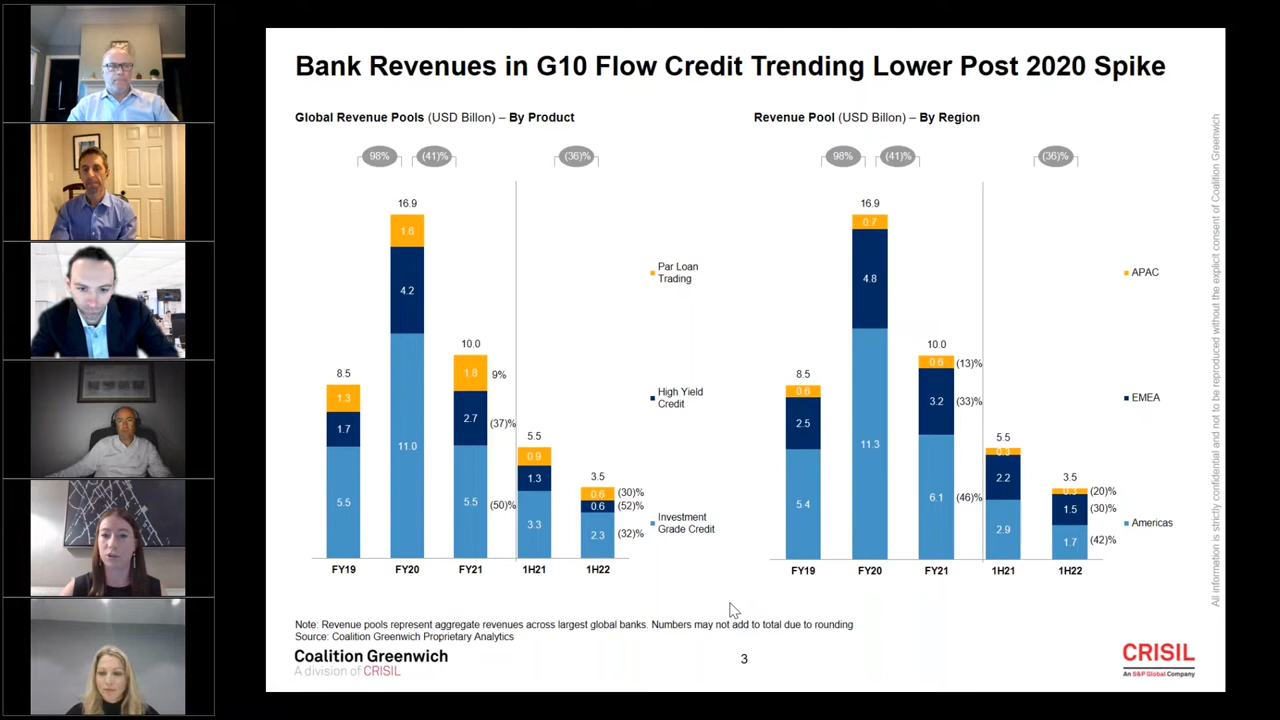 Bank Revenues in G10 Flow Credit Trending Lower Post 2020 Spike
Global Revenue Pools (USD Billon) – By Product
98%
(41)%
(36)%
16.9
1.6
4.2
11.0
8.5
1.3
1.7
5.5
10.0
1.8
9%
2.7
(37)%
5.5
(50)%
5.5
0.9
1.3
3.3
3.5
0.6
(30)%
0.6
(52)%
2.3
(32)%
Par Loan
Trading
High Yield
Credit
Investment
Grade Credit
FY19
FY20
FY21
1H21
1H22
Revenue Pool (USD Billon) – By Region
98%
(41)%
(36)%
16.9
0.7
4.8
11.3
8.5
0.6
2.5
5.4
10.0
0.6
(13)%
3.2
(33)%
6.1
(46)%
5.5
0.3
2.2
2.9
3.5
0.3
(20)%
1.5
(30)%
1.7
(42)%
APAC
EMEA
Americas
FY19
FY20
FY21
1H21
1H22
All information is strictly confidential and not to be reproduced without the explicit consent of Coalition Greenwich
Note: Revenue pools represent aggregate revenues across largest global banks. Numbers may not add to total due to rounding
Source: Coalition Greenwich Proprietary Analytics
Coalition Greenwich
A division of CRISIL
3
CRISIL
An S&P Global Company